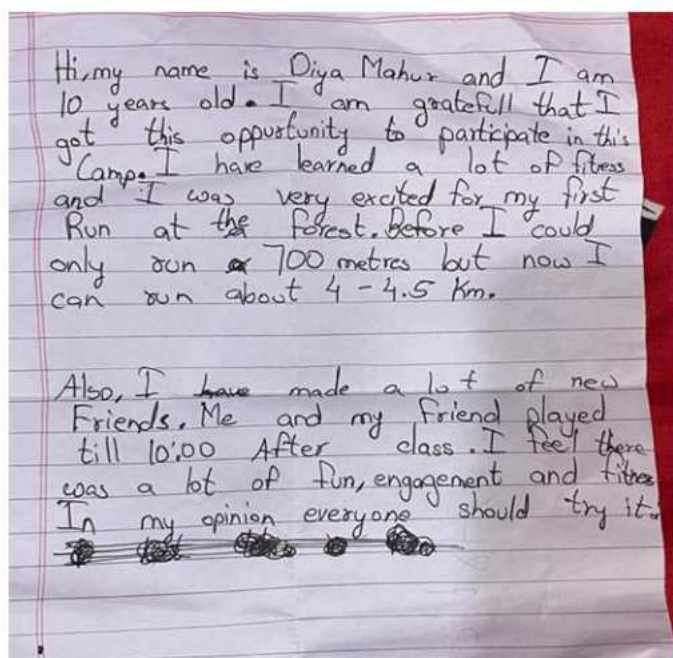 Hi, my name is Diya Mahur and I am
10 years old. I am gratefull that I
got this oppurtunity to participate in this
Camp. I have learned a lot of fitness
and I was very excited for my first
Run at the forest. Before I could
only run 700 metres but now I
can run about 4 - 4.5 Km.
Also, I have made a lot of new
Friends. Me and my friend played
till 10:00 After class. I feel there
was a lot of fun, engagement and fitness
In my opinion everyone should try it.